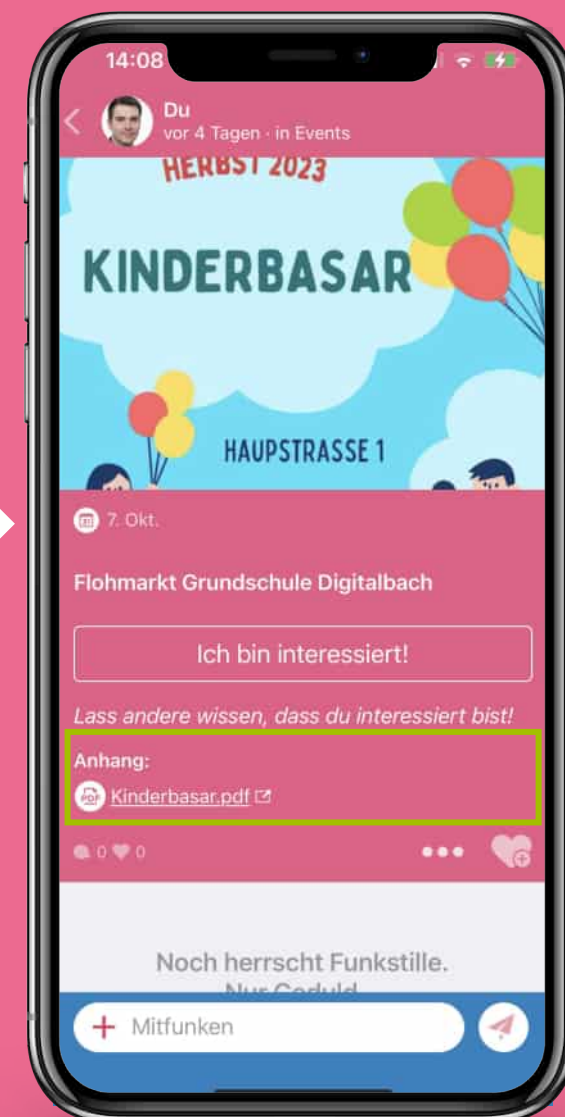 14:08
Du
vor 4 Tagen · in Events
HERBST 2023
KINDERBASAR
HAUPSTRASSE 1
7. Okt.
Flohmarkt Grundschule Digitalbach
Ich bin interessiert!
Lass andere wissen, dass du interessiert bist!
Anhang:
PDF Kinderbasar.pdf
0 0
Noch herrscht Funkstille.
Nur Geduld
Mitfunken